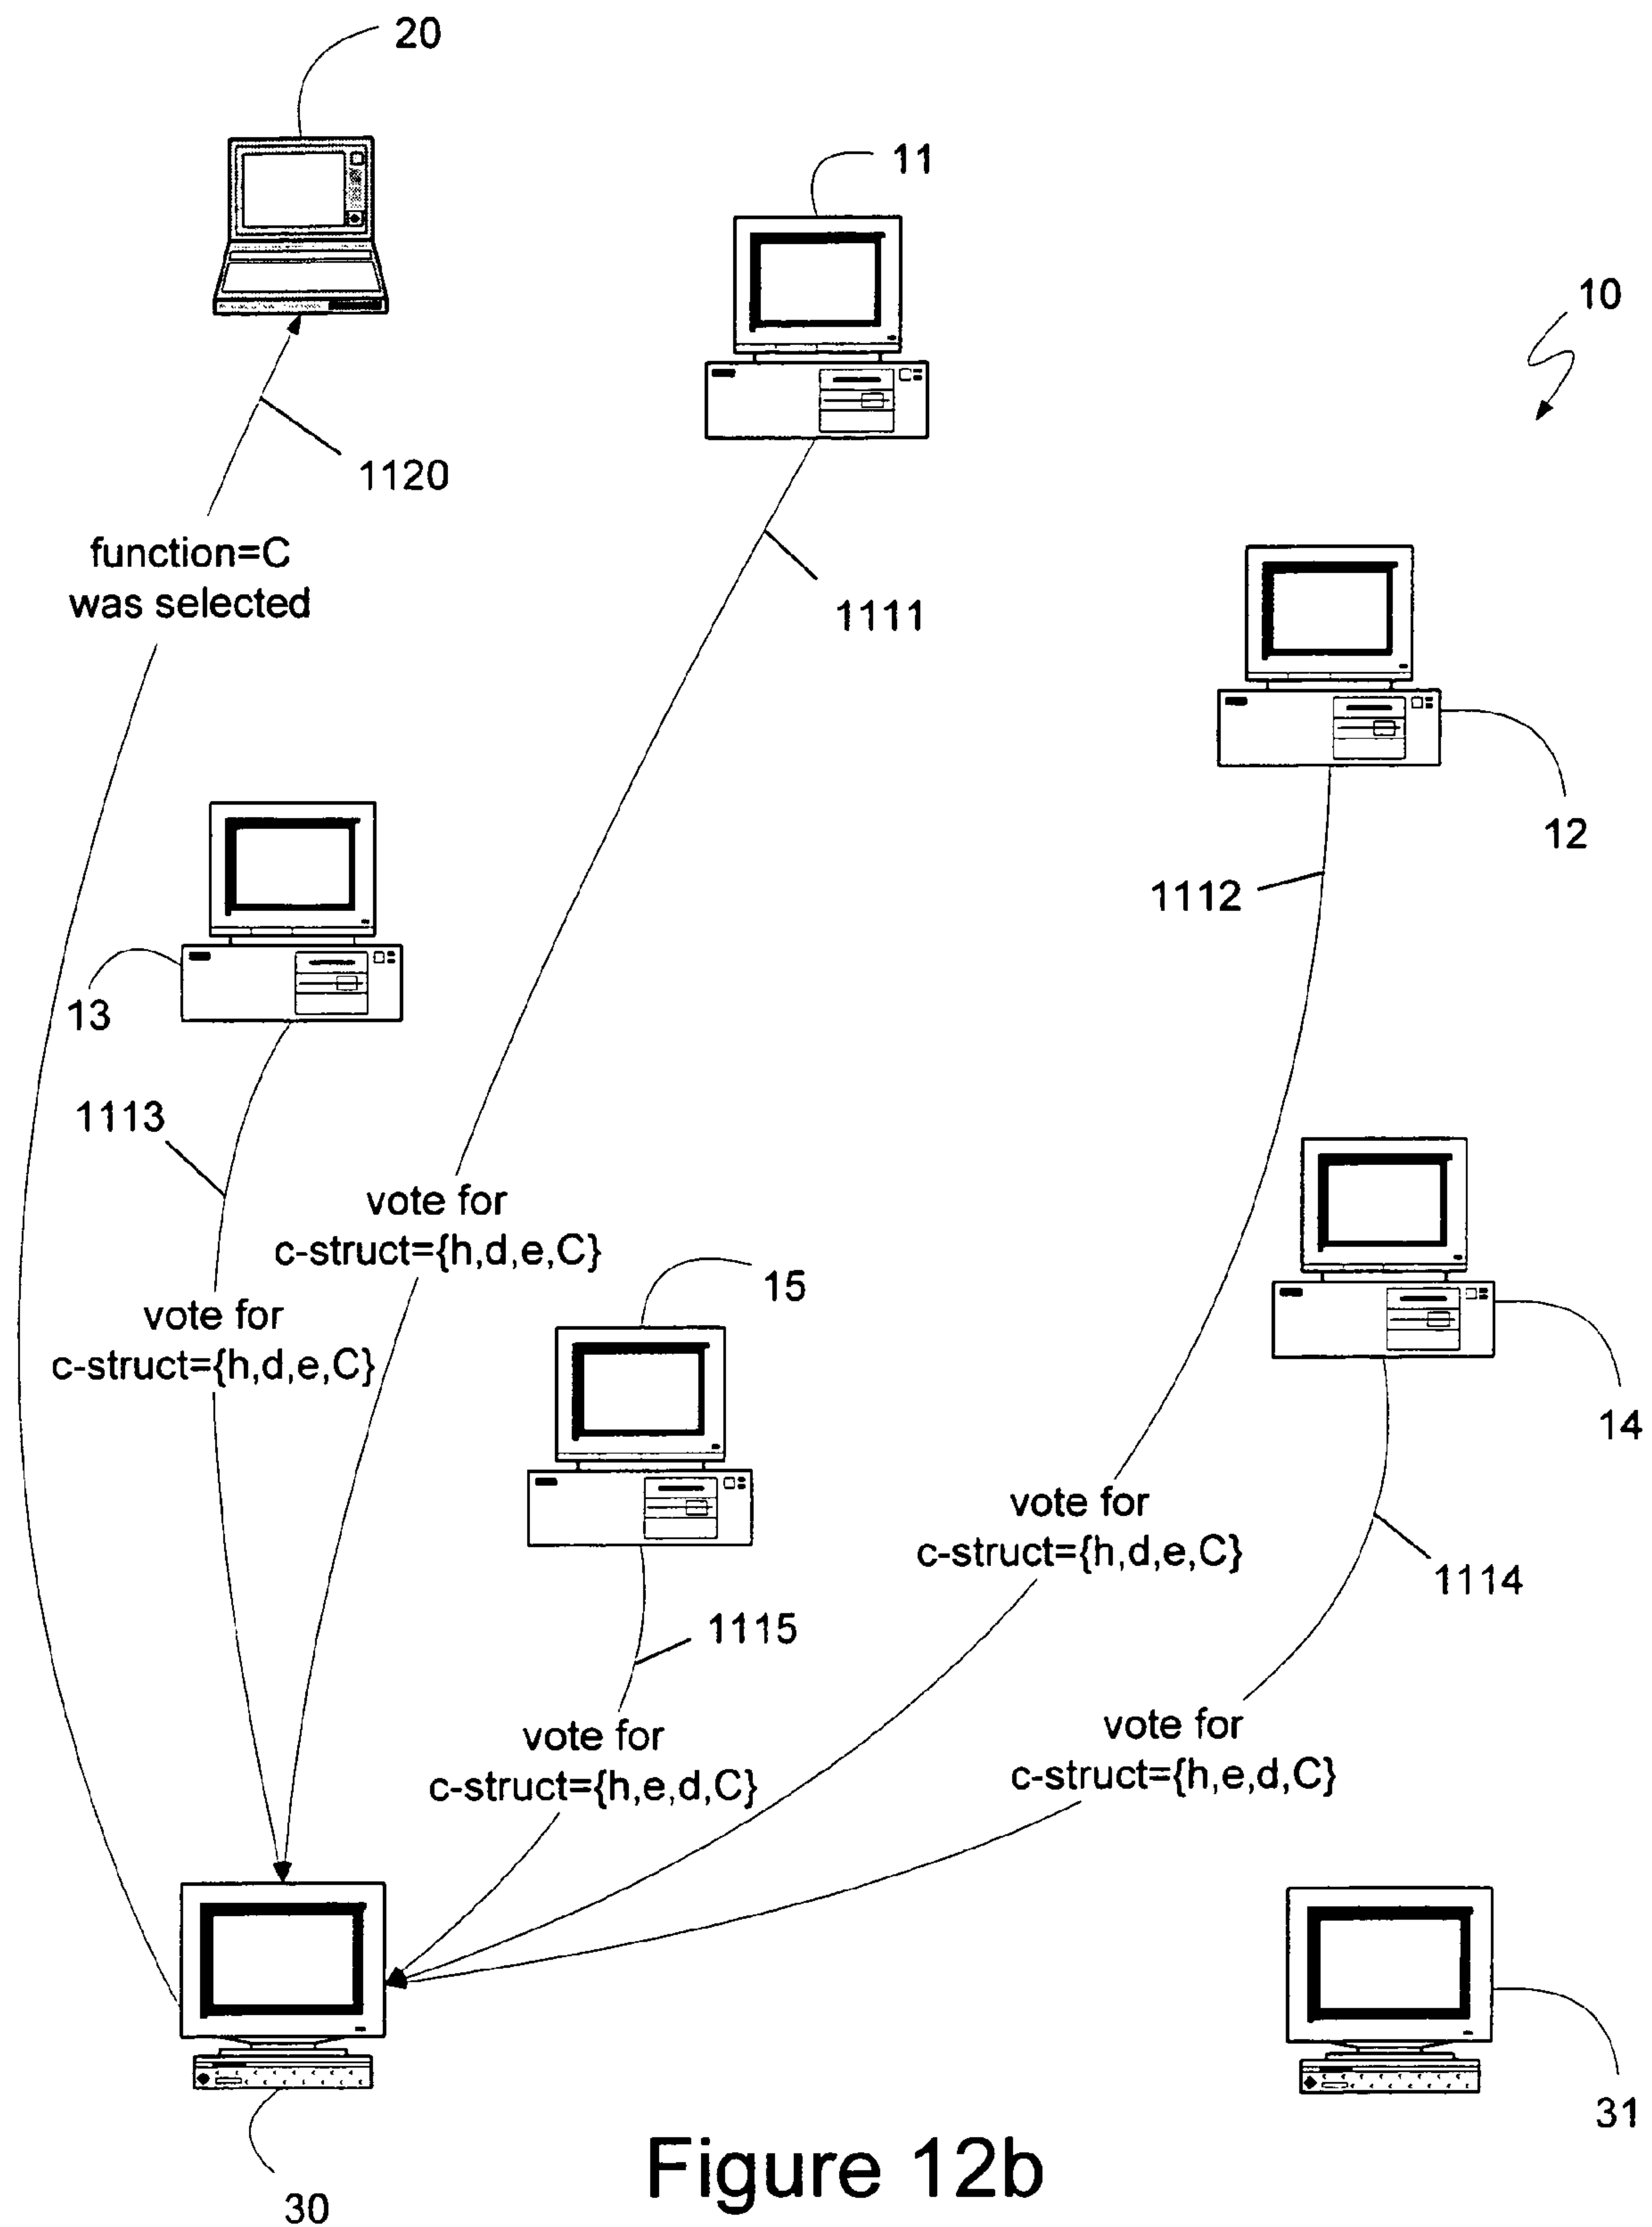 20
11
10
1120
function=C
was selected
1111
12
1112
13
1113
vote for
c-struct={h,d,e,C}
15
vote for
c-struct={h,d,e,C}
14
vote for
c-struct={h,d,e,C}
1114
1115
vote for
c-struct={h,e,d,C}
vote for
c-struct={h,e,d,C}
31
30
Figure 12b